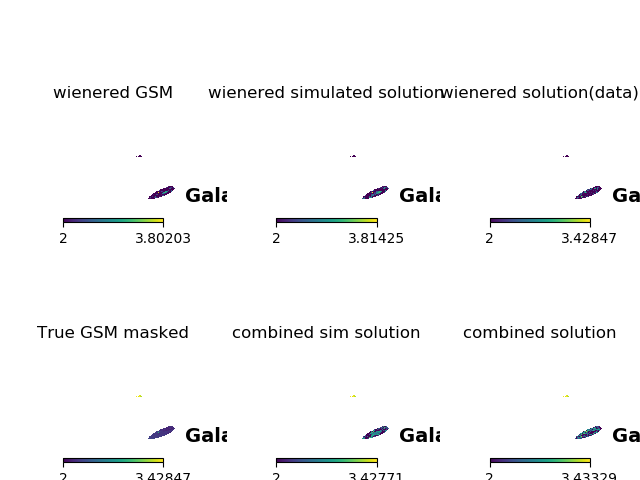 wienered GSM wienered simulated solution wienered solution(data)
Gala Gala Ga
2 3.80203 2 3.81425 2 3.42847
True GSM masked combined sim solution combined solution
Gala Gala Ga
2 3.42847 2 3.42771 2 3.43329